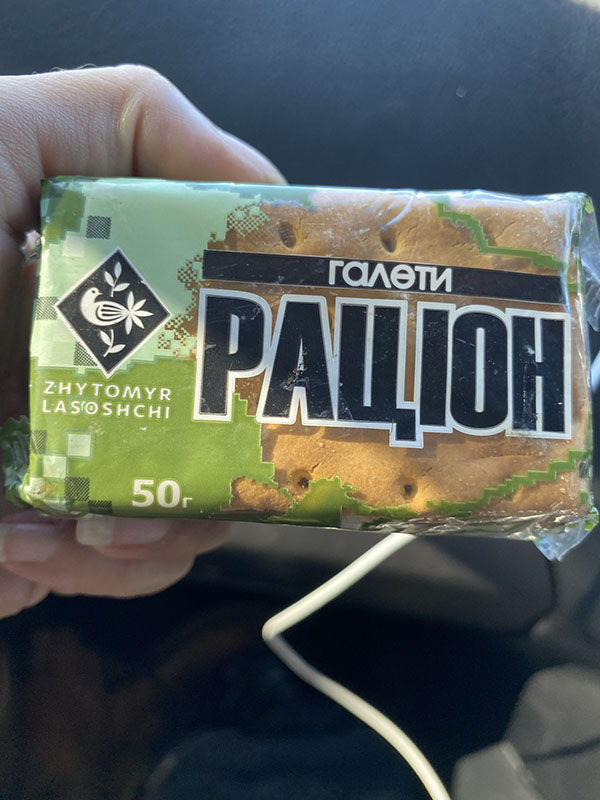 галети
РАЦІОН
ZHYTOMYR
LASOSHCHI
50г